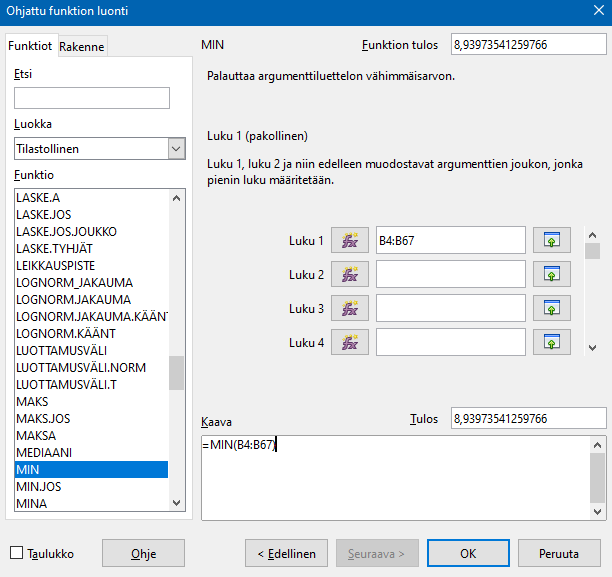 Ohjattu funktion luonti
Funktiot
Rakenne
Etsi
Luokka
Tilastollinen
Funktio
LASKE.A
LASKE.JOS
LASKE.JOS.JOUKKO
LASKE.TYHJÄT
LEIKKAUSPISTE
LOGNORM_JAKAUMA
LOGNORM.JAKAUMA
LOGNORM.JAKAUMA.KÄÄNT
LOGNORM.KÄÄNT
LUOTTAMUSVÄLI
LUOTTAMUSVÄLI.NORM
LUOTTAMUSVÄLI.T
MAKS
MAKS.JOS
MAKSA
MEDIAANI
MIN
MIN.JOS
MINA
MIN
Funktion tulos
8,93973541259766
Palauttaa argumenttiluettelon vähimmäisarvon.
Luku 1 (pakollinen)
Luku 1, luku 2 ja niin edelleen muodostavat argumenttien joukon, jonka
pienin luku määritetään.
Luku 1
fx
B4:B67
Luku 2
fx
Luku 3
fx
Luku 4
fx
Kaava
Tulos
8,93973541259766
=MIN(B4:B67)
Taulukko
Ohje
< Edellinen
Seuraava >
OK
Peruuta